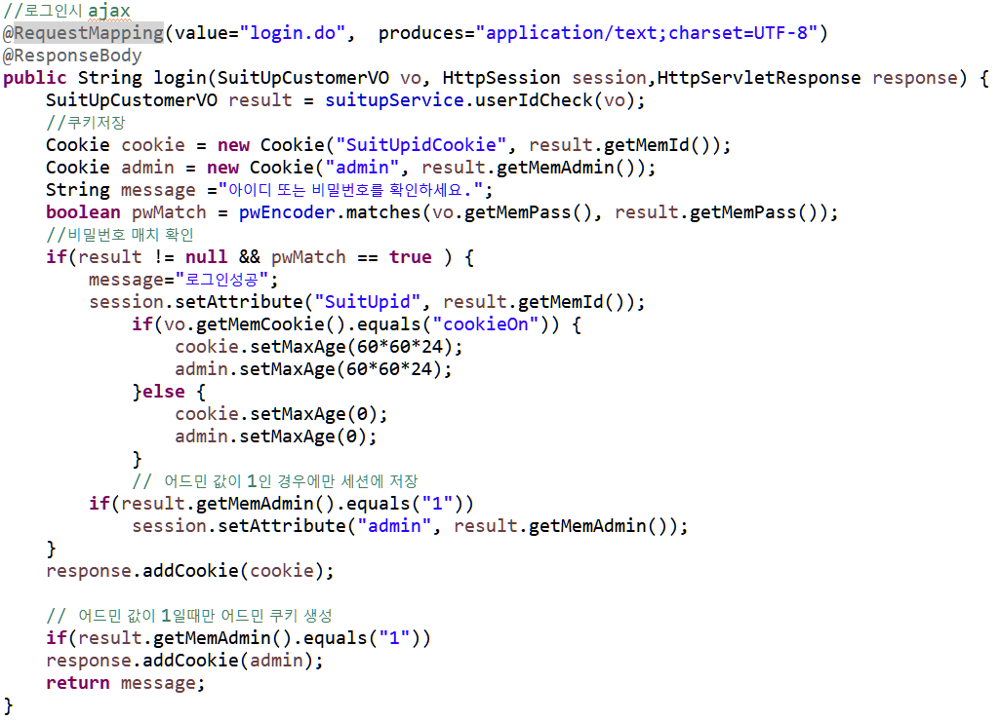 //로그인시 ajax
@RequestMapping(value="login.do",  produces="application/text;charset=UTF-8")
@ResponseBody
public String login(SuitUpCustomerVO vo, HttpSession session,HttpServletResponse response) {
    SuitUpCustomerVO result = suitupService.userIdCheck(vo);
    //쿠키저장
    Cookie cookie = new Cookie("SuitUpidCookie", result.getMemId());
    Cookie admin = new Cookie("admin", result.getMemAdmin());
    String message ="아이디 또는 비밀번호를 확인하세요.";
    boolean pwMatch = pwEncoder.matches(vo.getMemPass(), result.getMemPass());
    //비밀번호 매치 확인
    if(result != null && pwMatch == true ) {
        message="로그인성공";
        session.setAttribute("SuitUpid", result.getMemId());
            if(vo.getMemCookie().equals("cookieOn")) {
                cookie.setMaxAge(60*60*24);
                admin.setMaxAge(60*60*24);
            }else {
                cookie.setMaxAge(0);
                admin.setMaxAge(0);
            }
            // 어드민 값이 1인 경우에만 세션에 저장
        if(result.getMemAdmin().equals("1"))
            session.setAttribute("admin", result.getMemAdmin());
    }
    response.addCookie(cookie);
    // 어드민 값이 1일때만 어드민 쿠키 생성
    if(result.getMemAdmin().equals("1"))
    response.addCookie(admin);
    return message;
}